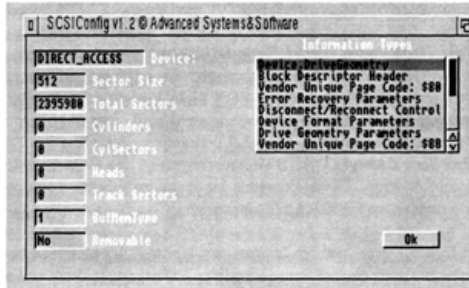 SCSIConfig v1.2 © Advanced Systems&Software
DIRECT_ACCESS Device:
512 Sector Size
2395980 Total Sectors
0 Cylinders
0 CylSectors
0 Heads
0 Track Sectors
1 BufMemType
No Removable
Information Types
Device,DriveGeometry
Block Descriptor Header
Vendor Unique Page Code: $80
Error Recovery Parameters
Disconnect/Reconnect Control
Device Format Parameters
Drive Geometry Parameters
Vendor Unique Page Code: $80
Ok